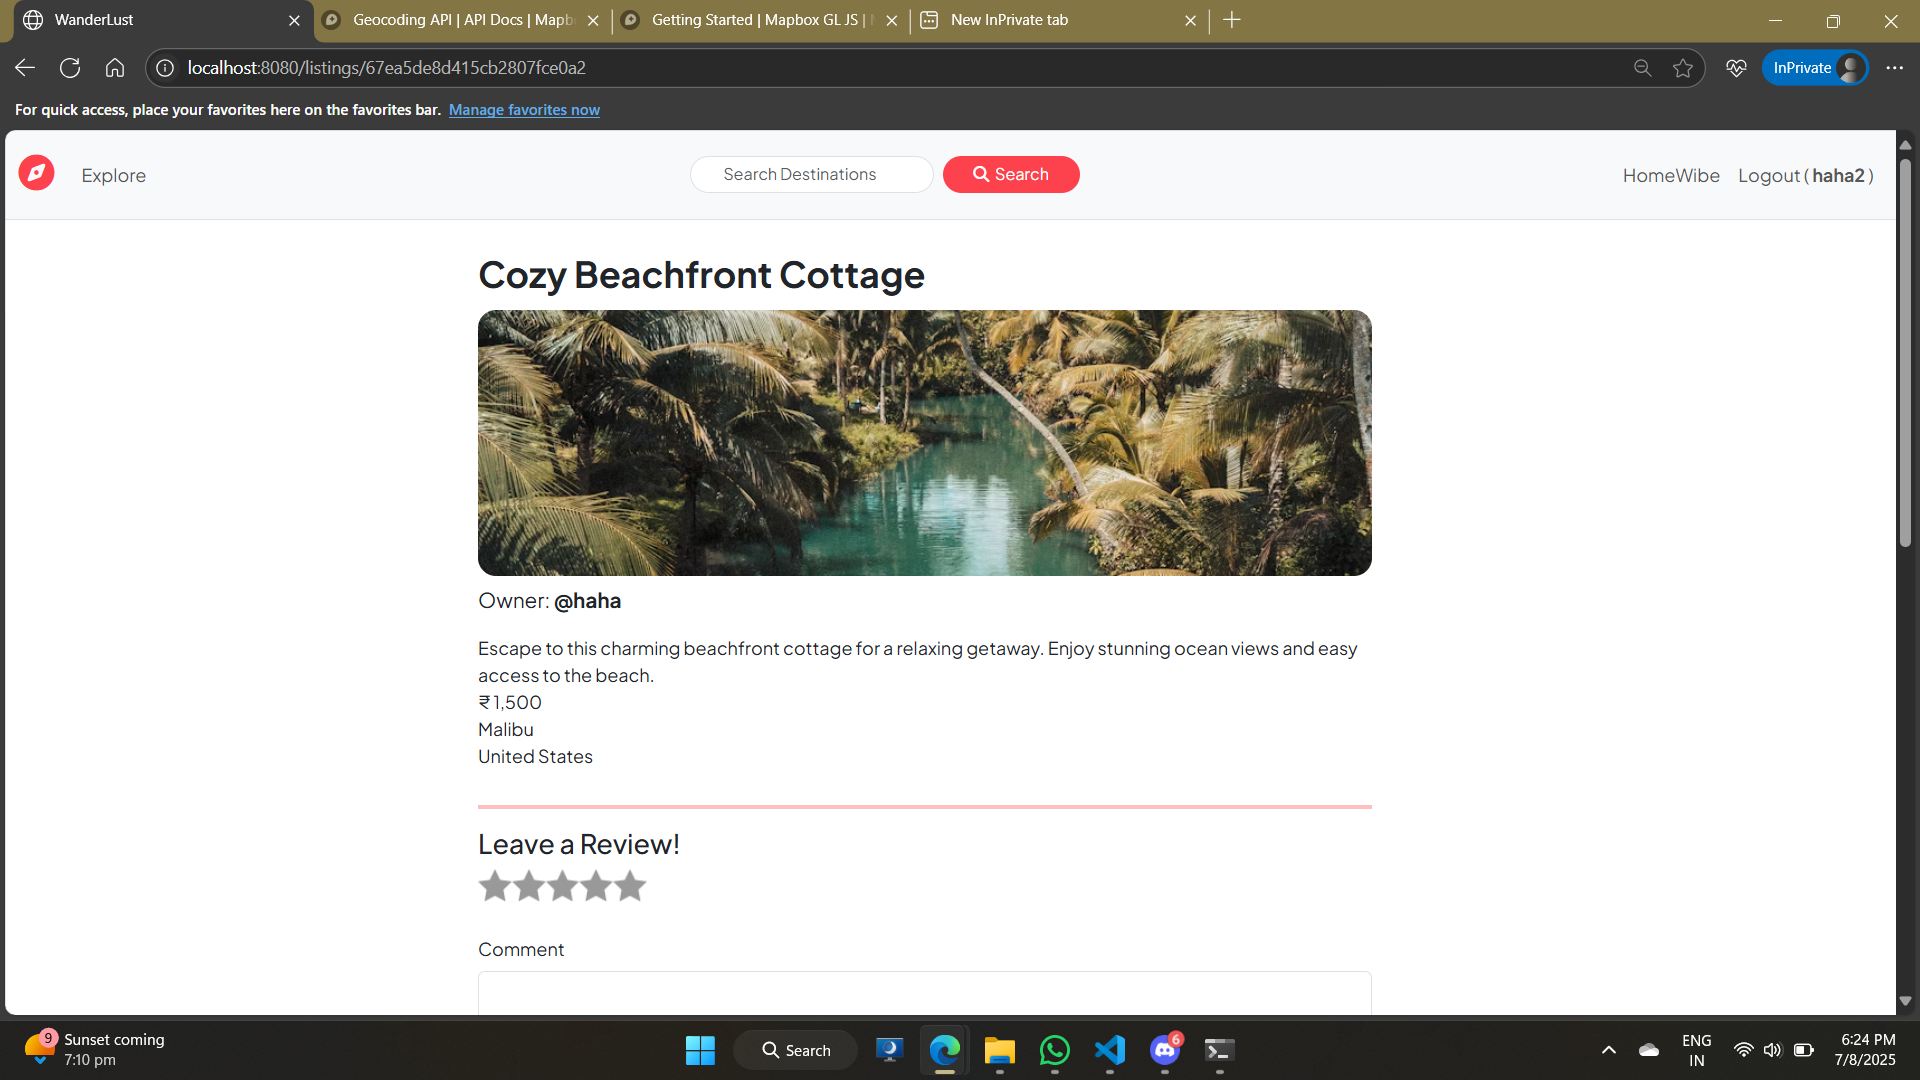 WanderLust
Geocoding API | API Docs | Mapb
Getting Started | Mapbox GL JS |
New InPrivate tab
localhost:8080/listings/67ea5de8d415cb2807fce0a2
InPrivate
For quick access, place your favorites here on the favorites bar. Manage favorites now
Explore
Search Destinations
Search
HomeWibe
Logout ( haha2 )
Cozy Beachfront Cottage
Owner: @haha
Escape to this charming beachfront cottage for a relaxing getaway. Enjoy stunning ocean views and easy
access to the beach.
₹ 1,500
Malibu
United States
Leave a Review!
Comment
9
Sunset coming
7:10 pm
Search
6
ENG
IN
6:24 PM
7/8/2025